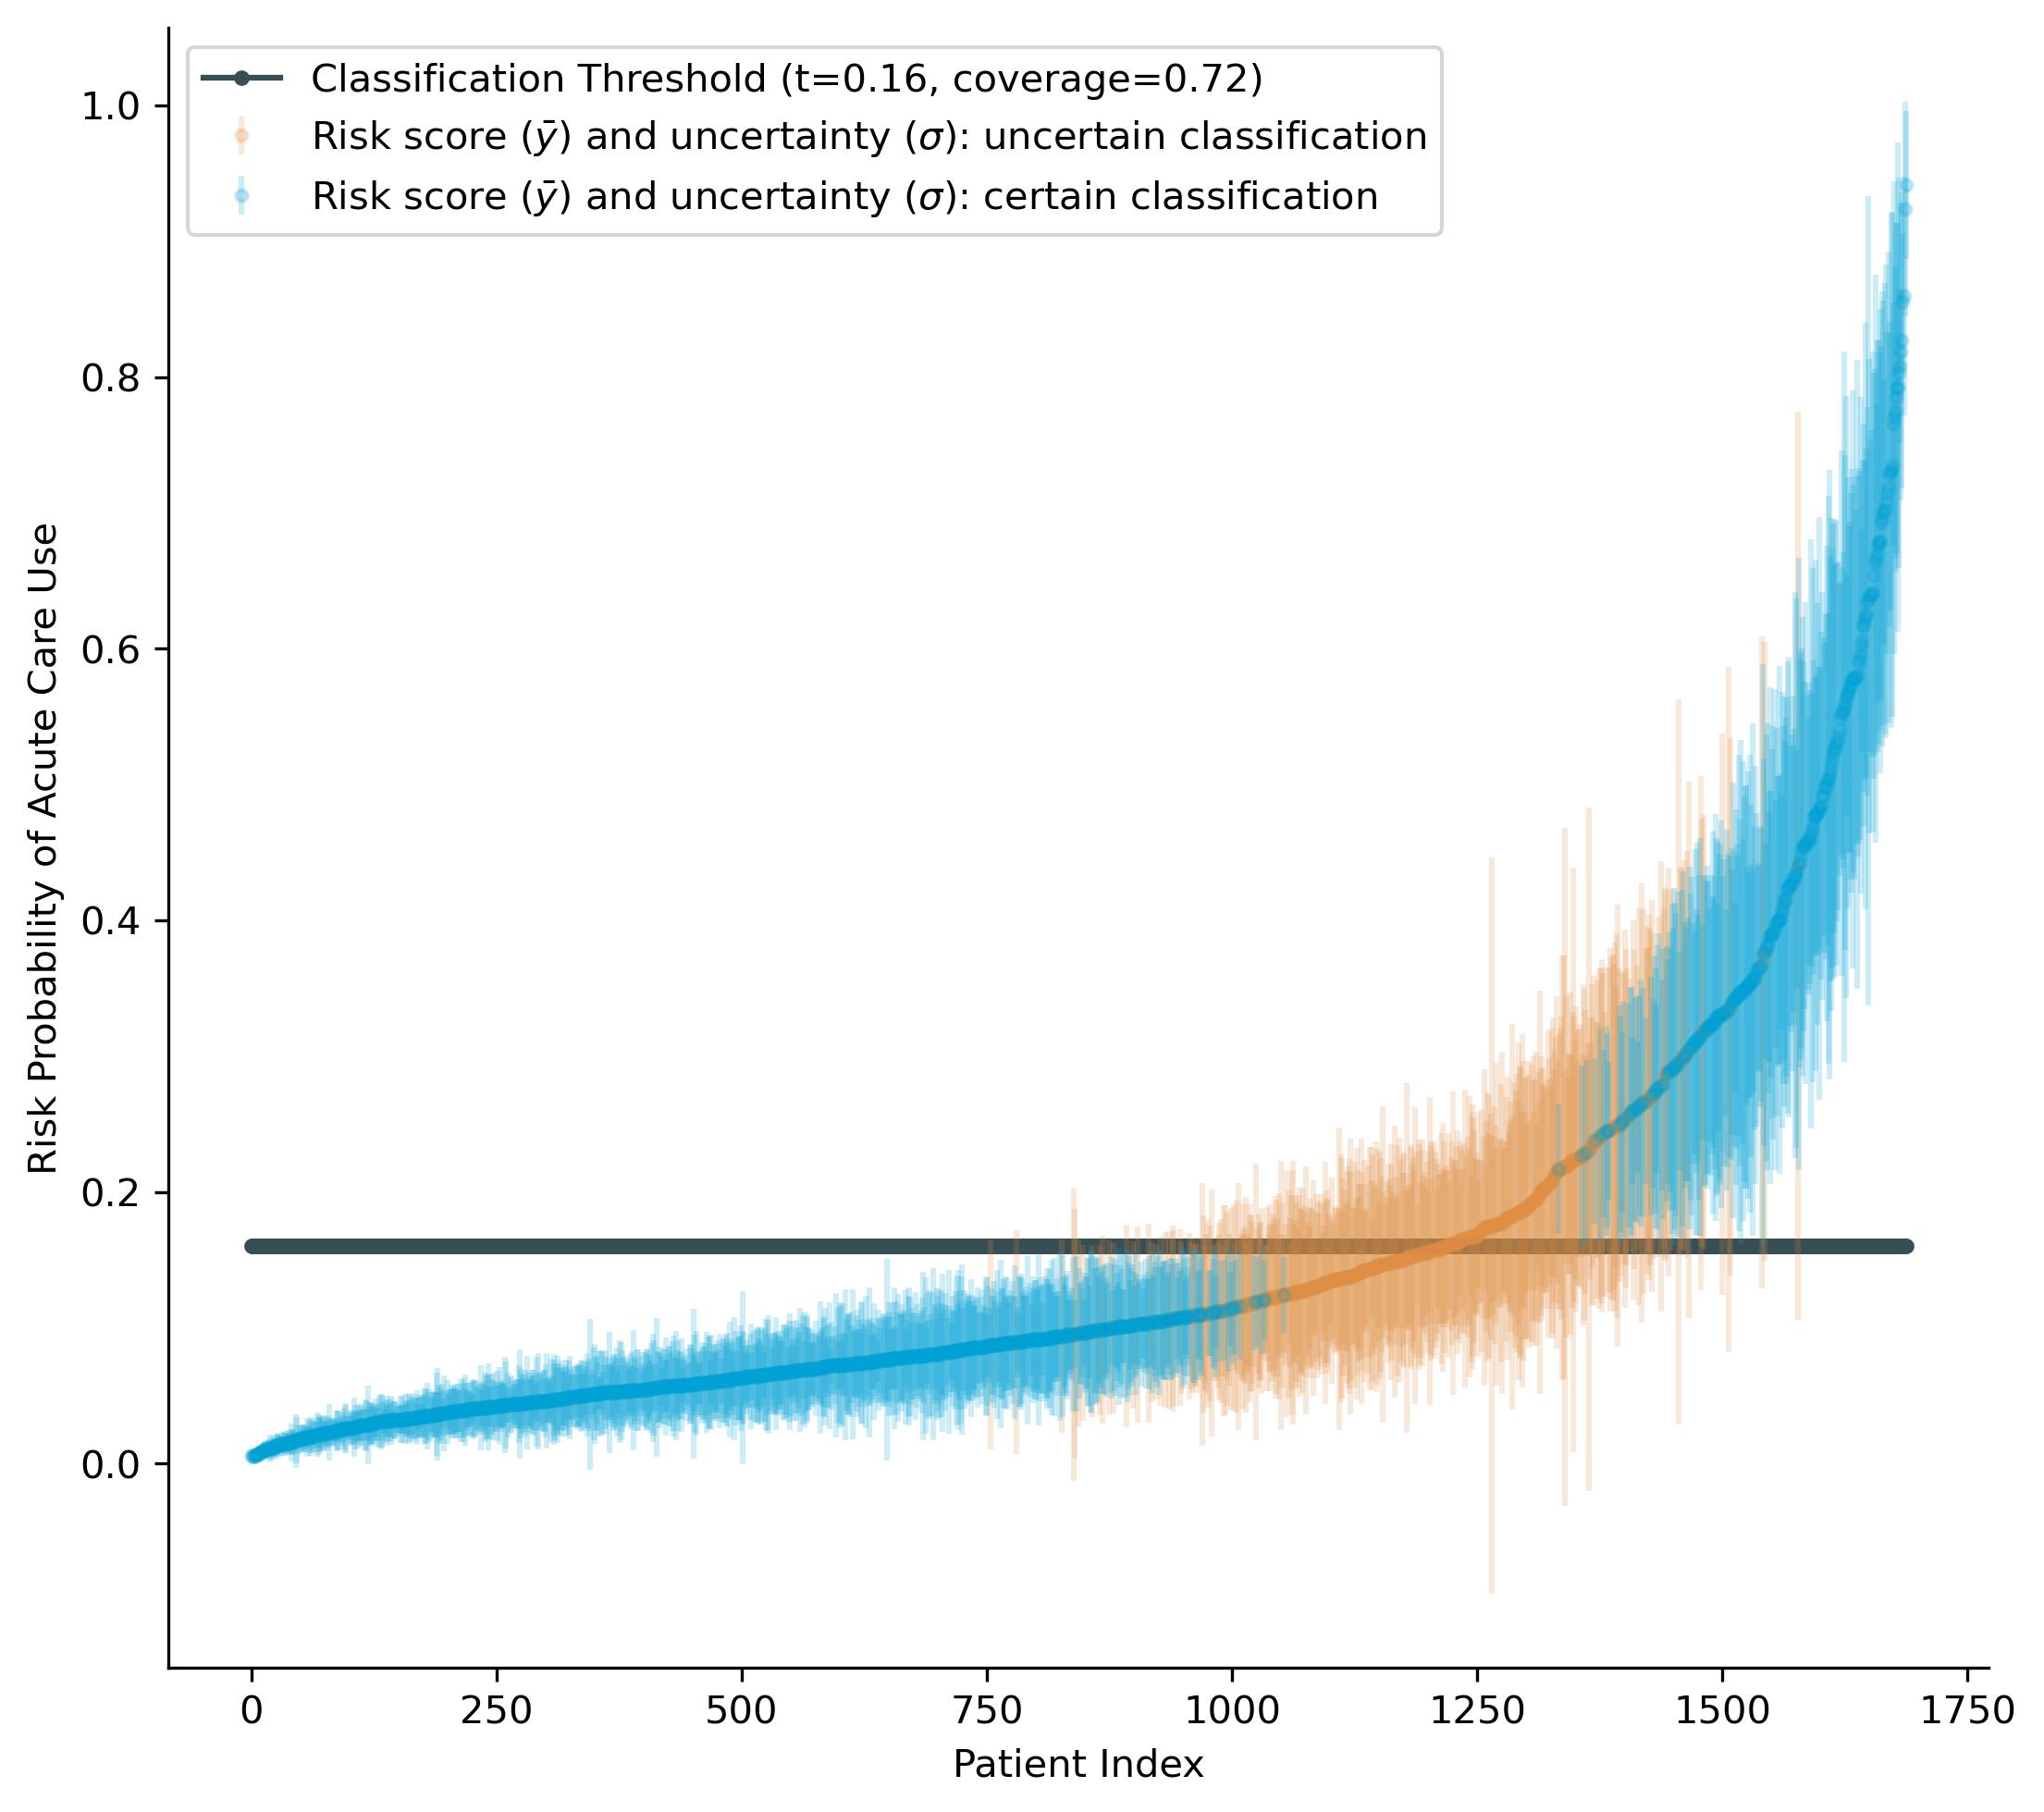 Classification Threshold (t=0.16, coverage=0.72)
Risk score (ȳ) and uncertainty (σ): uncertain classification
Risk score (ȳ) and uncertainty (σ): certain classification
1.0
0.8
0.6
0.4
0.2
0.0
Risk Probability of Acute Care Use
0 250 500 750 1000 1250 1500 1750
Patient Index